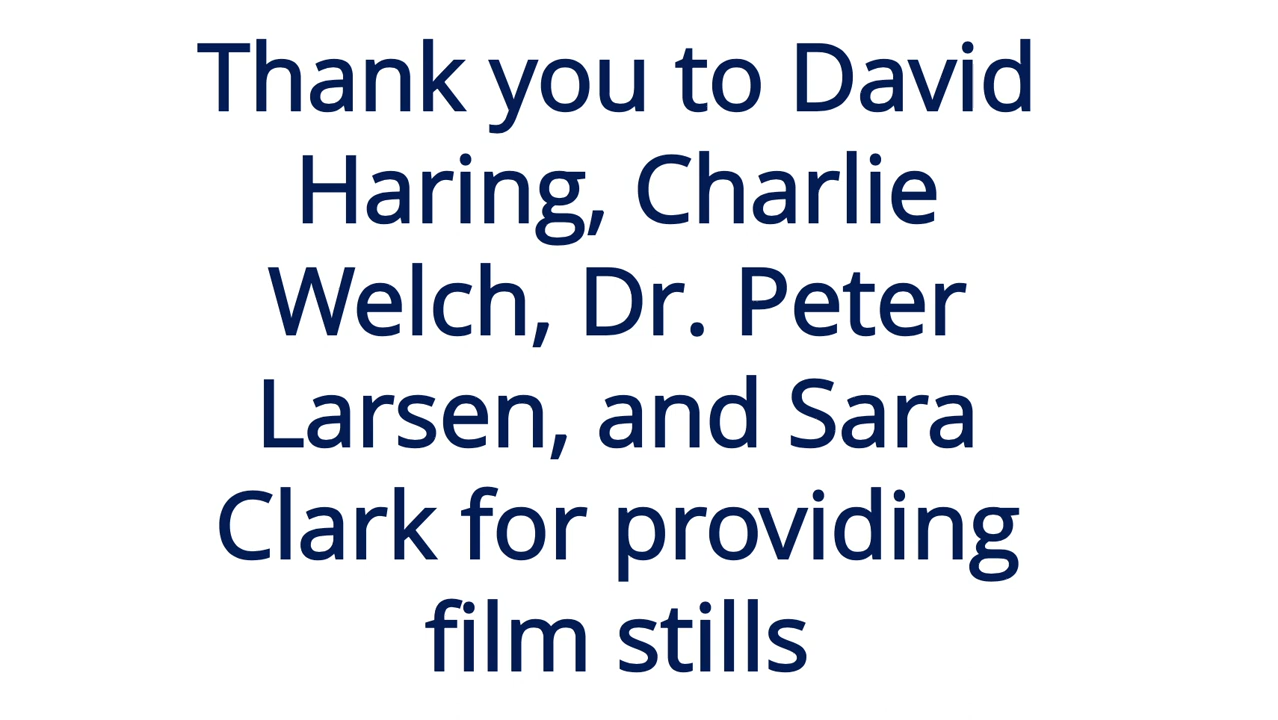 Thank you to David
Haring, Charlie
Welch, Dr. Peter
Larsen, and Sara
Clark for providing
film stills